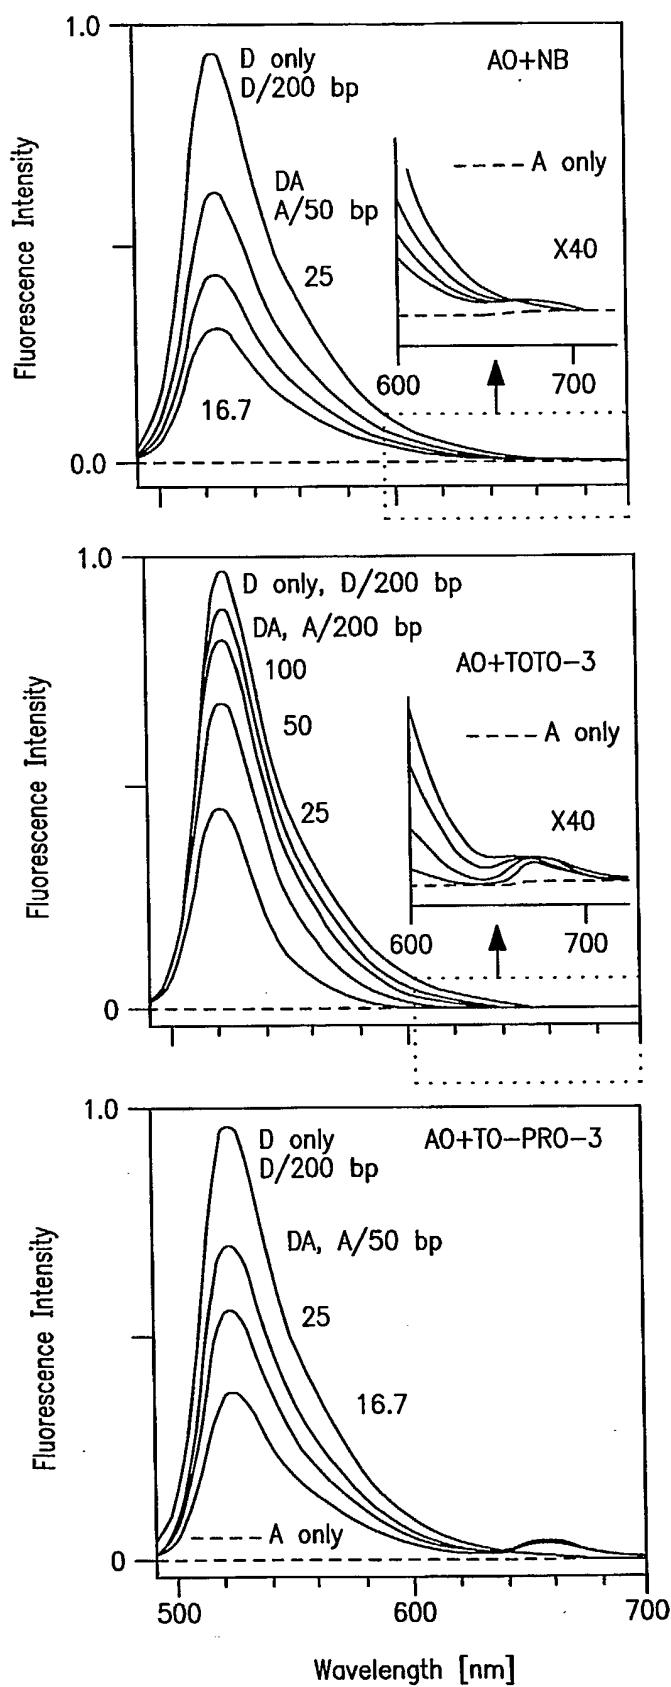 1.0
D only
D/200 bp
AO+NB
DA
A/50 bp
25
16.7
A only
X40
600
700
0.0
Fluorescence Intensity
1.0
D only, D/200 bp
DA, A/200 bp
100
50
25
AO+TOTO-3
A only
X40
600
700
0
Fluorescence Intensity
1.0
D only
D/200 bp
AO+TO-PRO-3
DA, A/50 bp
25
16.7
A only
0
Fluorescence Intensity
500
600
700
Wavelength [nm]